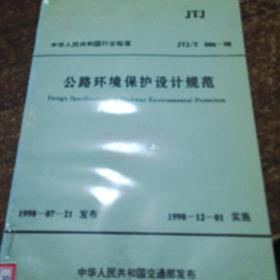 JTJ
中华人民共和国行业标准 JTJ/T 006—98
公路环境保护设计规范
Design Specifications of Highway Environmental Protection
1998-07-21 发布 1998-12-01 实施
中华人民共和国交通部发布